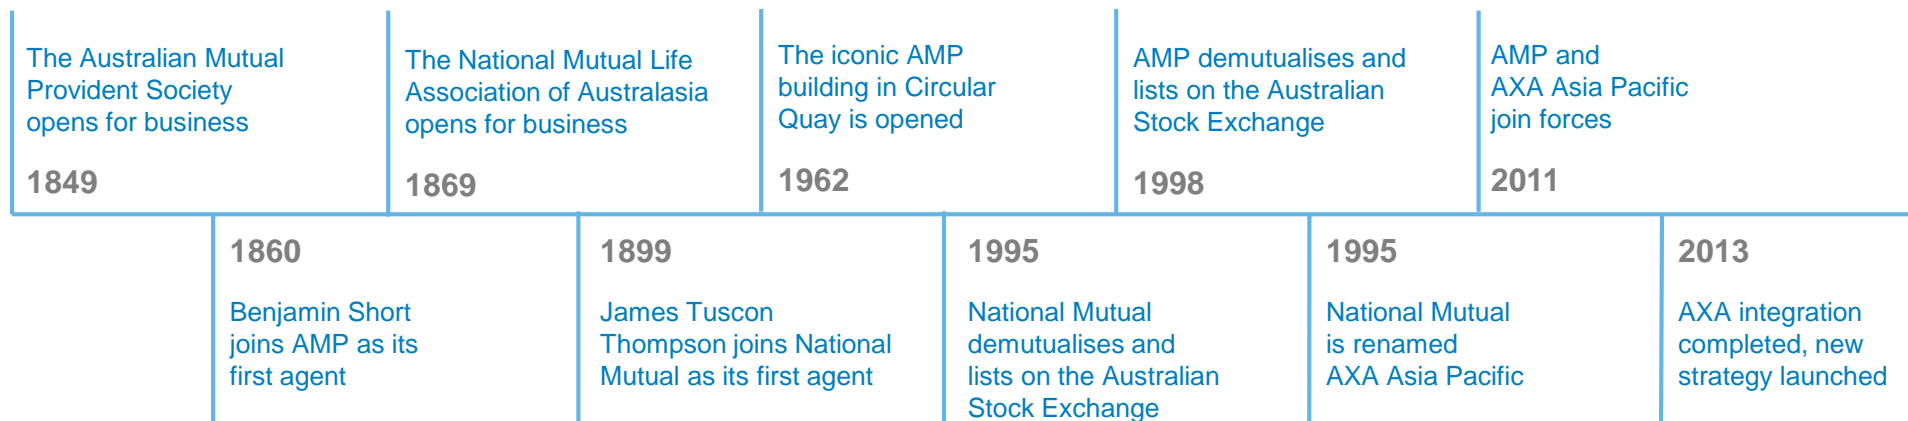 The Australian Mutual
Provident Society
opens for business
1849
1860
Benjamin Short
joins AMP as its
first agent
The National Mutual Life
Association of Australasia
opens for business
1869
1899
James Tuscon
Thompson joins National
Mutual as its first agent
The iconic AMP
building in Circular
Quay is opened
1962
1995
National Mutual
demutualises and
lists on the Australian
Stock Exchange
AMP demutualises and
lists on the Australian
Stock Exchange
1998
1995
National Mutual
is renamed
AXA Asia Pacific
AMP and
AXA Asia Pacific
join forces
2011
2013
AXA integration
completed, new
strategy launched